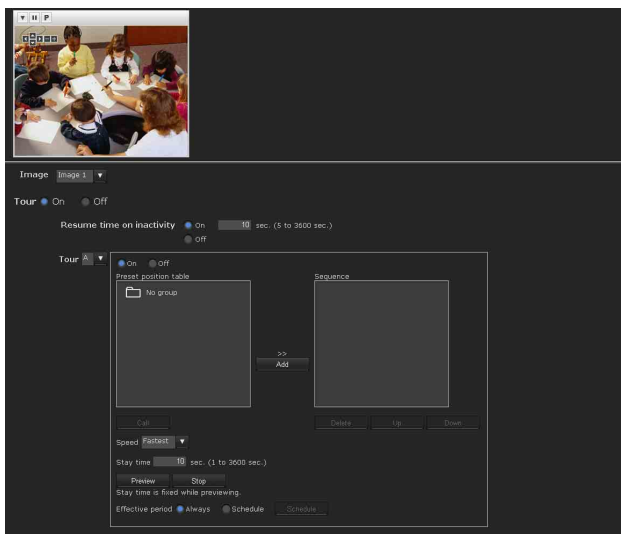 P
Image Image 1
Tour On Off
Resume time on inactivity On 10 sec. (5 to 3600 sec.)
Off
Tour A On Off
Preset position table Sequence
No group
>>
Add
Call Delete Up Down
Speed Fastest
Stay time 10 sec. (1 to 3600 sec.)
Preview Stop
Stay time is fixed while previewing.
Effective period Always Schedule Schedule